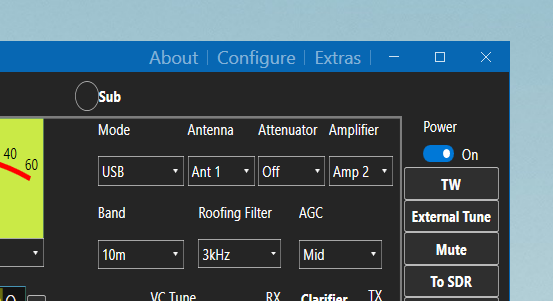 About Configure Extras
Sub
Mode Antenna Attenuator Amplifier
Power
On
40
60
USB Ant 1 Off Amp 2
TW
External Tune
Band Roofing Filter AGC
Mute
10m 3kHz Mid
To SDR
VC Tune RX Clarifier TX